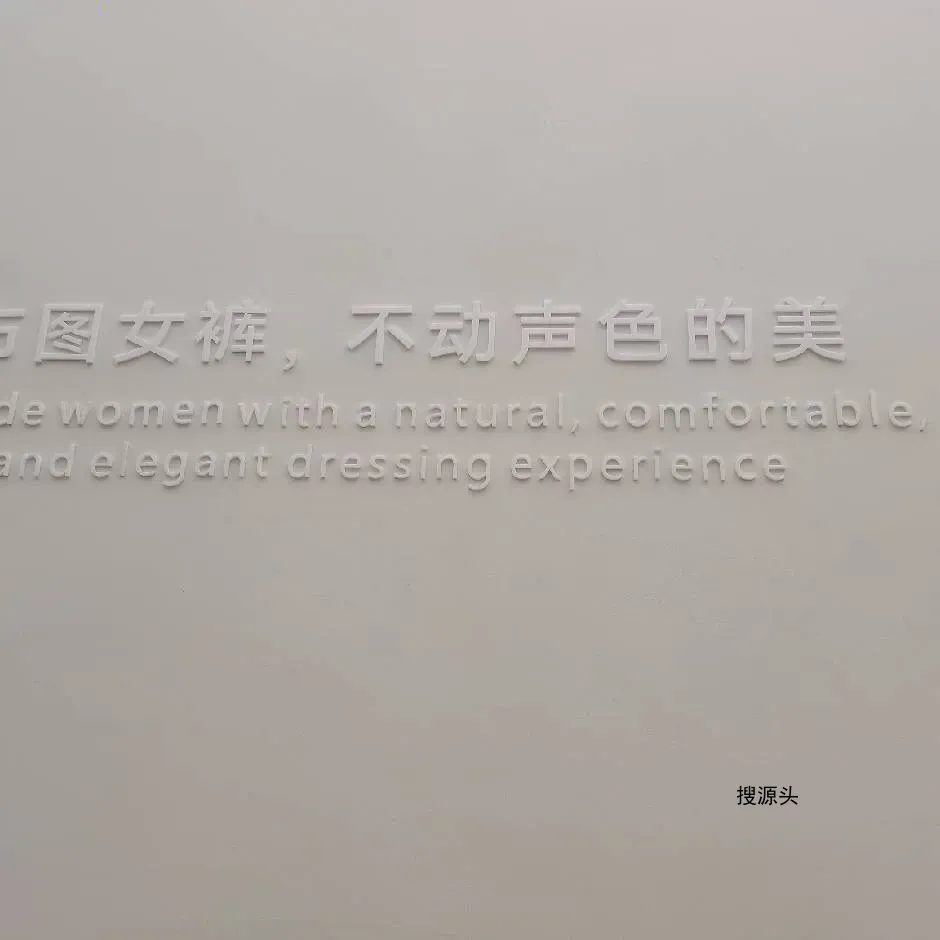 图女裤，不动声色的美
de women with a natural, comfortable,
and elegant dressing experience
搜源头